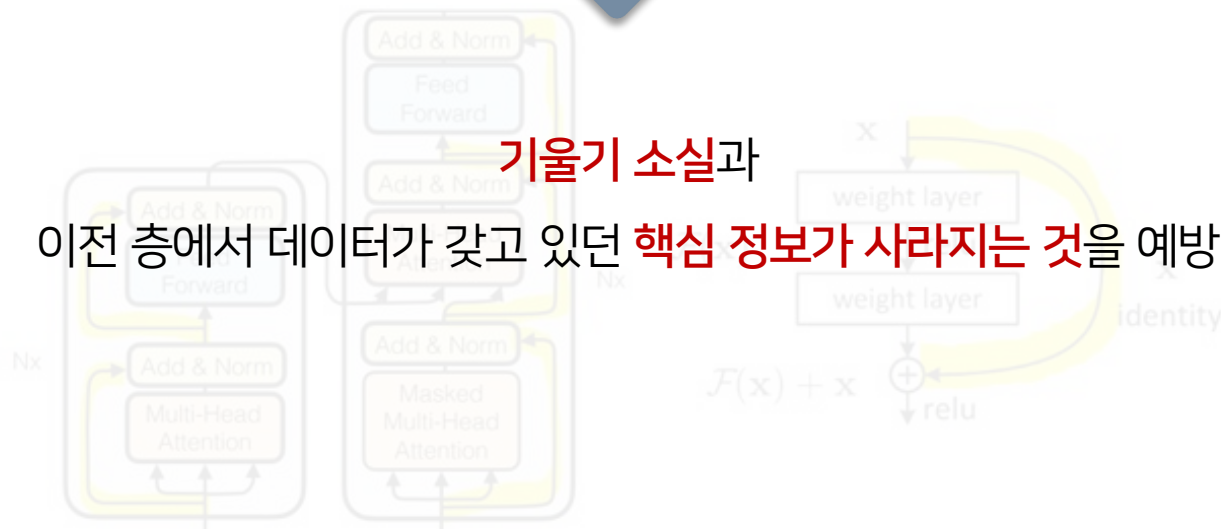 기울기 소실과
이전 층에서 데이터가 갖고 있던 핵심 정보가 사라지는 것을 예방
Add & Norm
Feed
Forward
Add & Norm
Attention
Nx
Add & Norm
Masked
Multi-Head
Attention
Add & Norm
Forward
Nx
Add & Norm
Multi-Head
Attention
x
weight layer
weight layer
x
identity
F(x) + x
relu